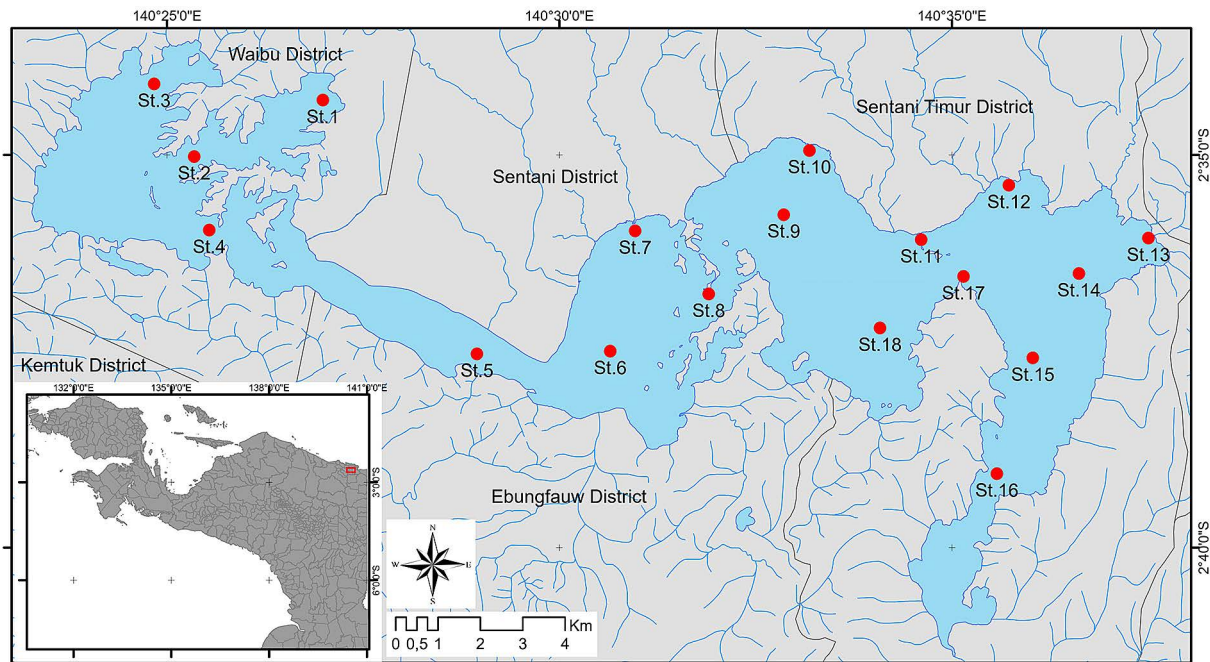 140°25'0"E
140°30'0"E
140°35'0"E
Waibu District
St.3
St.1
Sentani Timur District
2°35'0"S
St.2
Sentani District
St.10
St.12
St.4
St.7
St.9
St.11
St.13
St.8
St.17
St.14
St.5
St.6
St.18
St.15
Kemtuk District
132°0'0"E
135°0'0"E
138°0'0"E
141°0'0"E
3°0'0"S
6°0'0"S
Ebungfauw District
St.16
2°40'0"S
N
W
E
S
Km
0 0,5 1 2 3 4